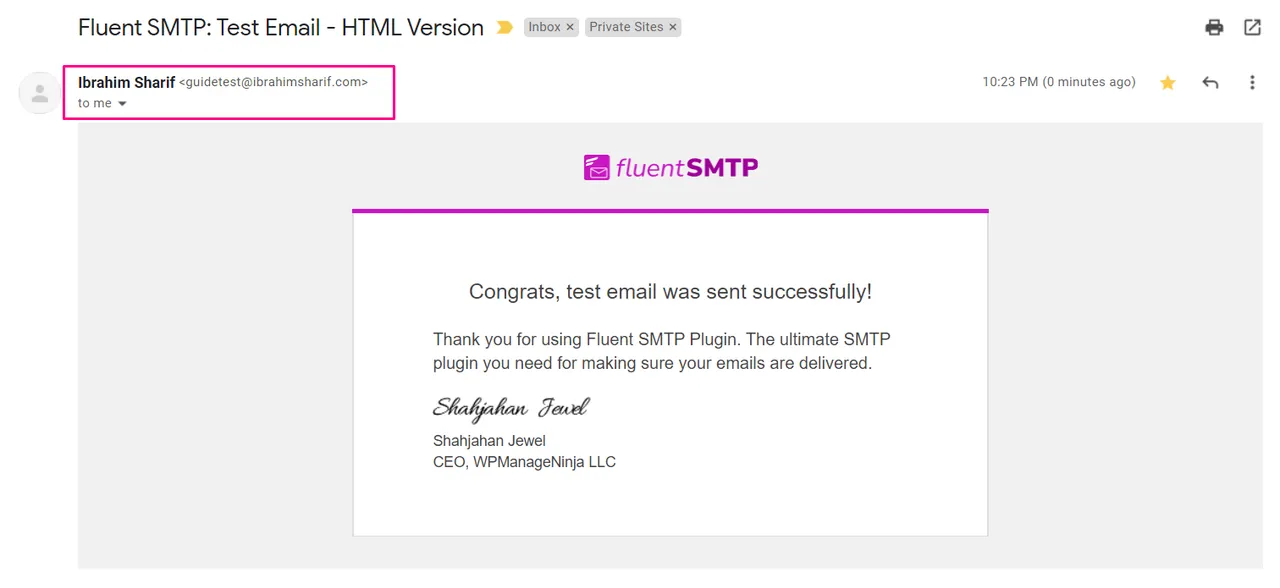 Fluent SMTP: Test Email - HTML Version Inbox × Private Sites ×
Ibrahim Sharif <guidetest@ibrahimsharif.com> 10:23 PM (0 minutes ago)
to me
fluentSMTP
Congrats, test email was sent successfully!
Thank you for using Fluent SMTP Plugin. The ultimate SMTP
plugin you need for making sure your emails are delivered.
Shahjahan Jewel
Shahjahan Jewel
CEO, WPManageNinja LLC